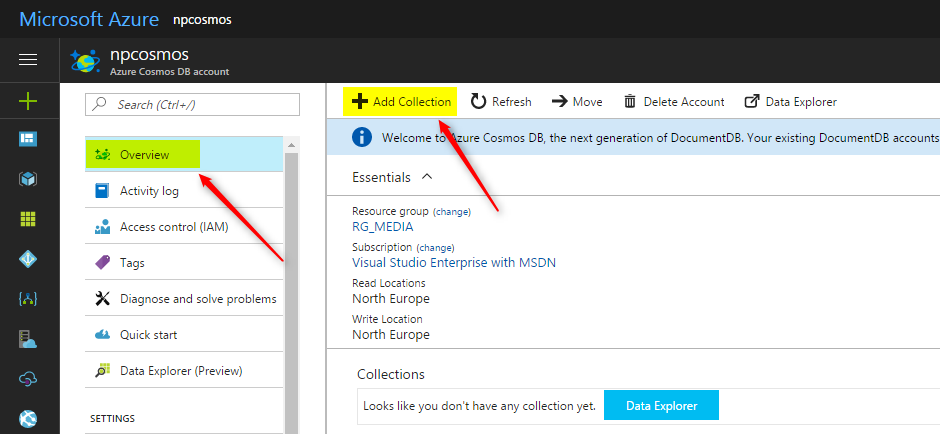 Microsoft Azure npcosmos
npcosmos
Azure Cosmos DB account
Search (Ctrl+/)
Overview
Activity log
Access control (IAM)
Tags
Diagnose and solve problems
Quick start
Data Explorer (Preview)
SETTINGS
Add Collection Refresh Move Delete Account Data Explorer
Welcome to Azure Cosmos DB, the next generation of DocumentDB. Your existing DocumentDB accounts
Essentials
Resource group (change)
RG_MEDIA
Subscription (change)
Visual Studio Enterprise with MSDN
Read Locations
North Europe
Write Location
North Europe
Collections
Looks like you don't have any collection yet. Data Explorer